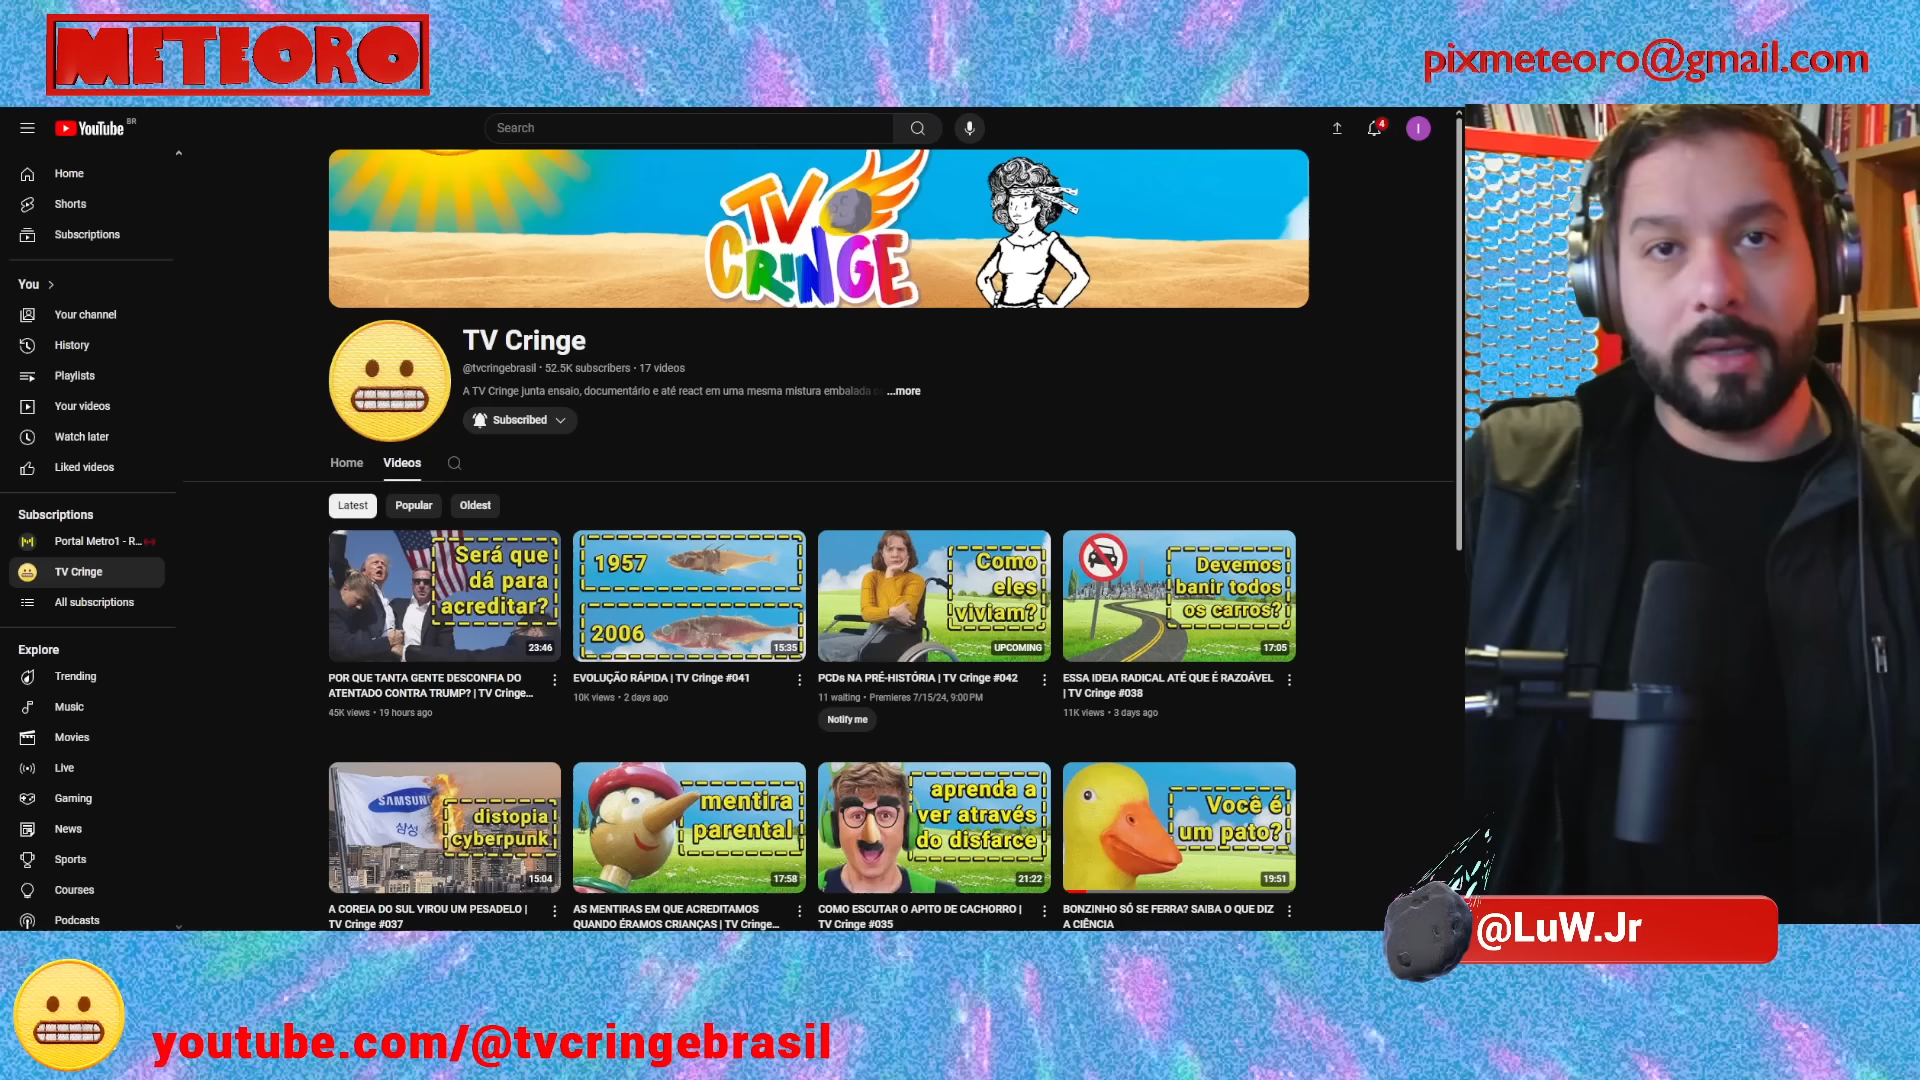 METEORO
pixmeteoro@gmail.com
YouTube BR
Search
4
I
Home
Shorts
Subscriptions
You
Your channel
History
Playlists
Your videos
Watch later
Liked videos
Subscriptions
Portal Metro1 - R...
TV Cringe
All subscriptions
Explore
Trending
Music
Movies
Live
Gaming
News
Sports
Courses
Podcasts
TV
CRINGE
TV Cringe
@tvcringebrasil • 52.5K subscribers • 17 videos
A TV Cringe junta ensaio, documentário e até react em uma mesma mistura embalada ...more
Subscribed
Home
Videos
Latest
Popular
Oldest
Será que
dá para
acreditar?
23:46
POR QUE TANTA GENTE DESCONFIA DO
ATENTADO CONTRA TRUMP? | TV Cringe...
45K views • 19 hours ago
1957
2006
15:35
EVOLUÇÃO RÁPIDA | TV Cringe #041
10K views • 2 days ago
Como
eles
viviam?
UPCOMING
PCDs NA PRÉ-HISTÓRIA | TV Cringe #042
11 waiting • Premieres 7/15/24, 9:00 PM
Notify me
Devemos
banir todos
os carros?
17:05
ESSA IDEIA RADICAL ATÉ QUE É RAZOÁVEL
| TV Cringe #038
11K views • 3 days ago
SAMSUNG
삼성
distopia
cyberpunk
15:04
A COREIA DO SUL VIROU UM PESADELO |
TV Cringe #037
mentira
parental
17:58
AS MENTIRAS EM QUE ACREDITAMOS
QUANDO ÉRAMOS CRIANÇAS | TV Cringe...
aprenda a
ver através
do disfarce
21:22
COMO ESCUTAR O APITO DE CACHORRO |
TV Cringe #035
Você é
um pato?
19:51
BONZINHO SÓ SE FERRA? SAIBA O QUE DIZ
A CIÊNCIA
@LuW.Jr
youtube.com/@tvcringebrasil